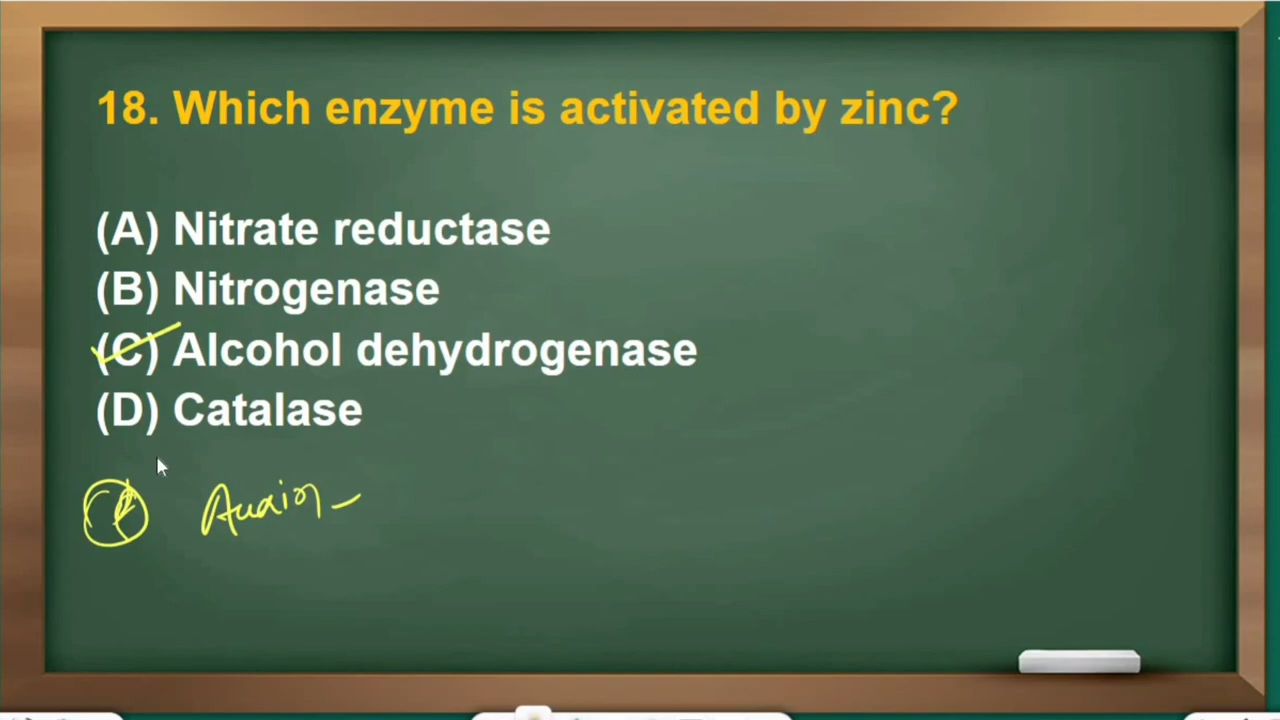 18. Which enzyme is activated by zinc?
(A) Nitrate reductase
(B) Nitrogenase
(C) Alcohol dehydrogenase
(D) Catalase